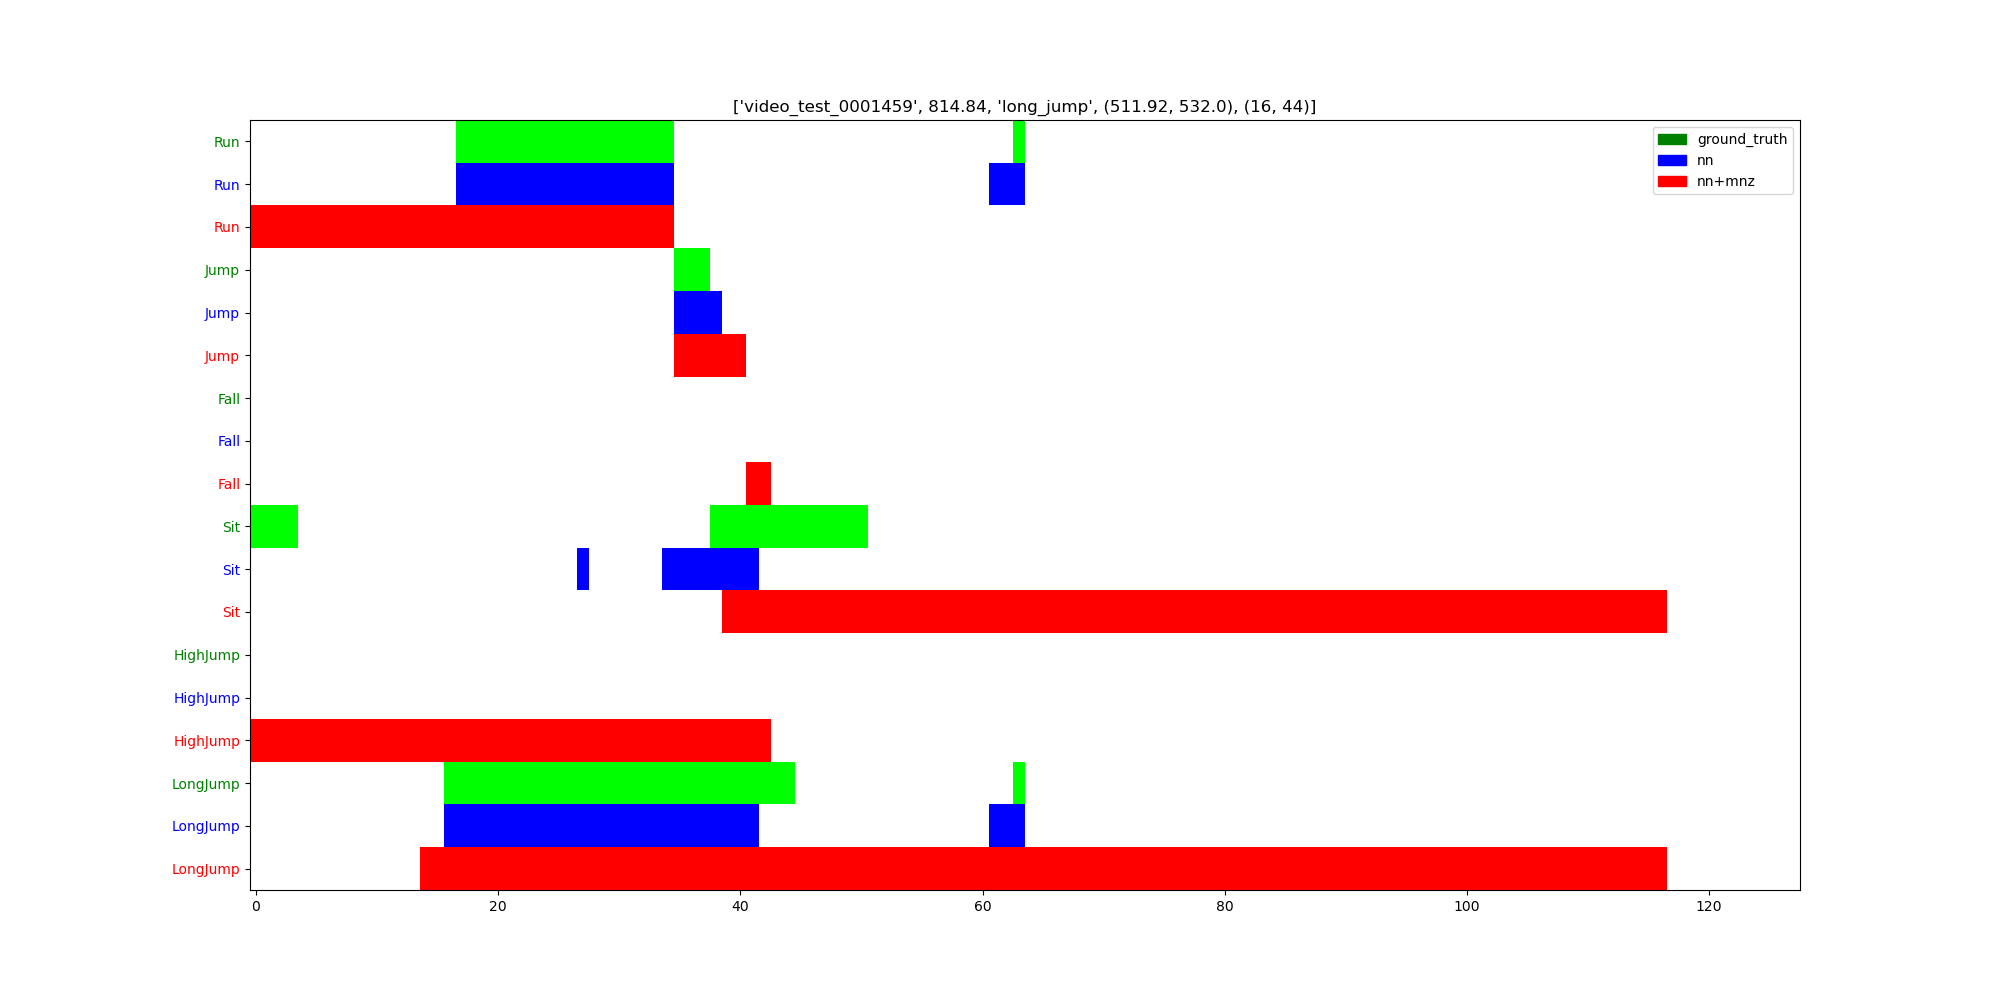 ['video_test_0001459', 814.84, 'long_jump', (511.92, 532.0), (16, 44)]
ground_truth
nn
nn+mnz
Run
Run
Run
Jump
Jump
Jump
Fall
Fall
Fall
Sit
Sit
Sit
HighJump
HighJump
HighJump
LongJump
LongJump
LongJump
0 20 40 60 80 100 120